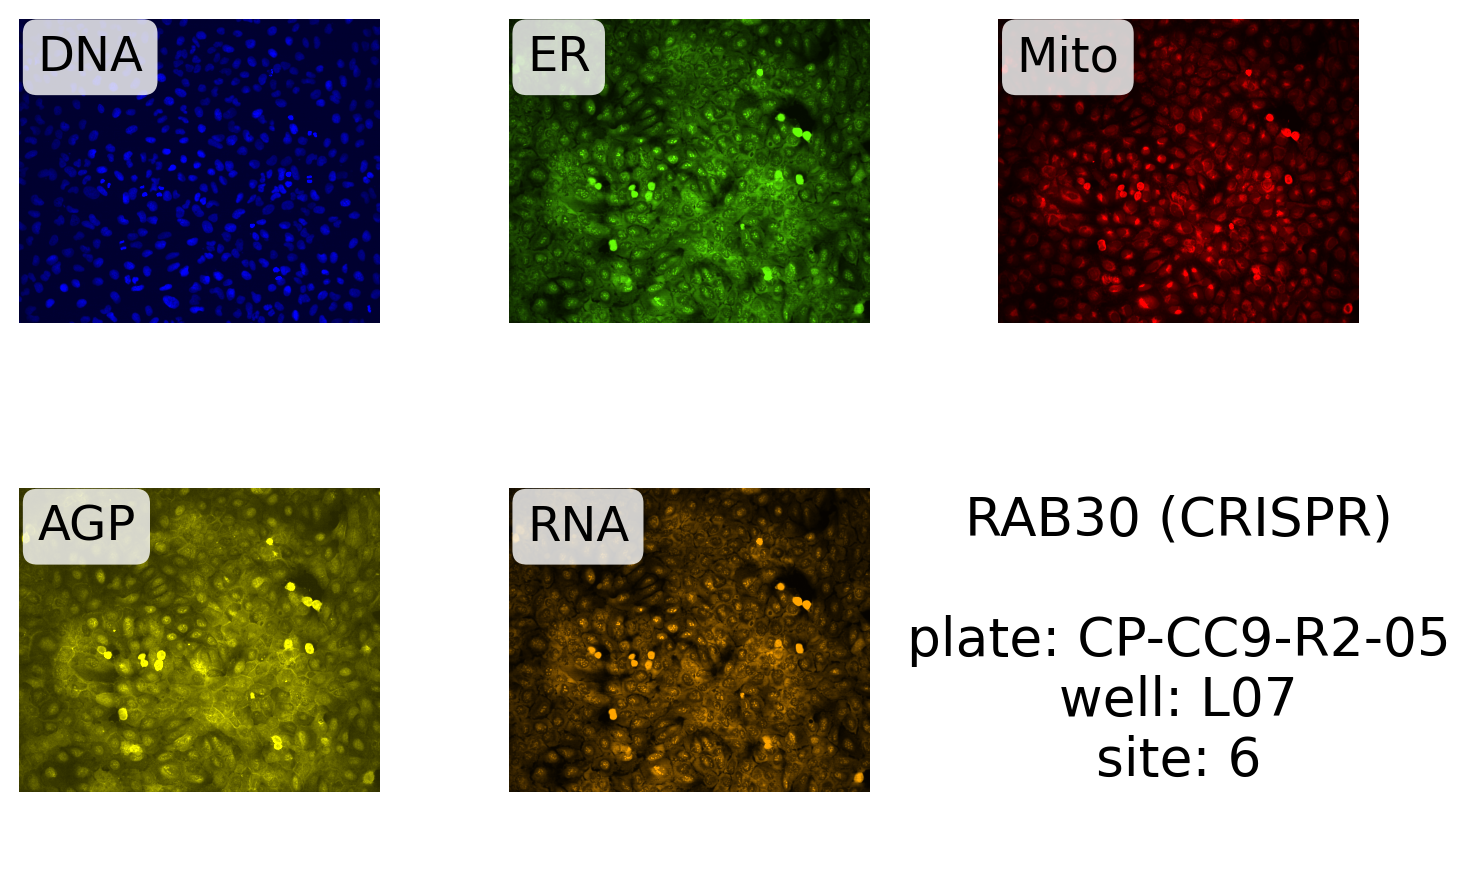 DNA
ER
Mito
AGP
RNA
RAB30 (CRISPR)
plate: CP-CC9-R2-05
well: L07
site: 6